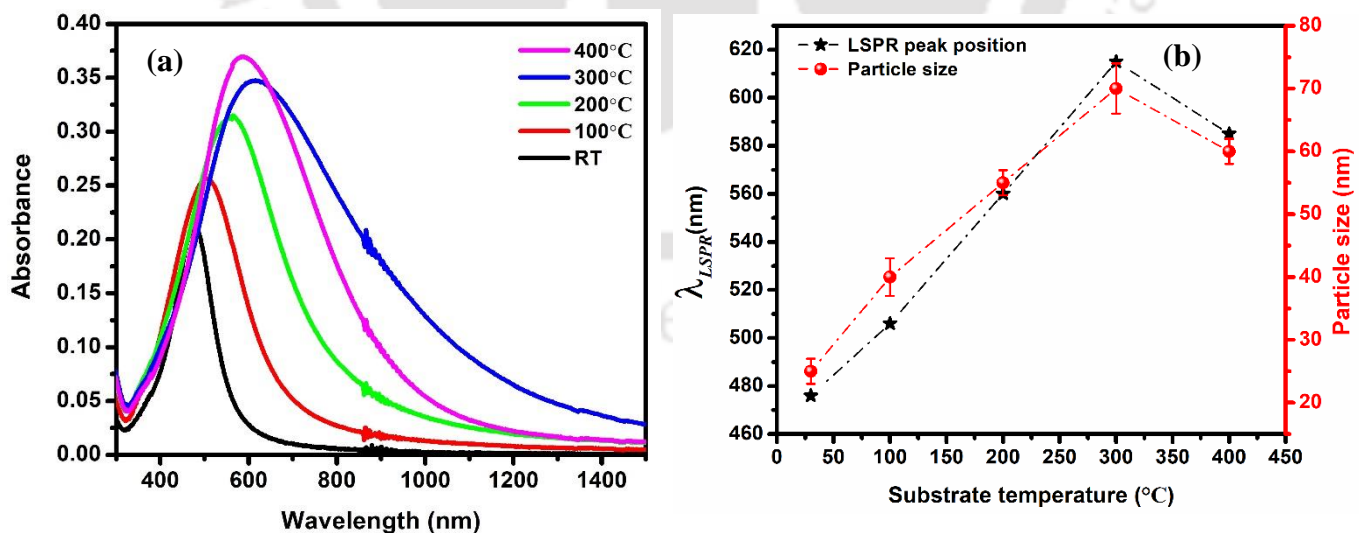 (a)
400°C
300°C
200°C
100°C
RT
0.40
0.35
0.30
0.25
0.20
0.15
0.10
0.05
0.00
Absorbance
400 600 800 1000 1200 1400
Wavelength (nm)
(b)
LSPR peak position
Particle size
620
600
580
560
540
520
500
480
460
λLSPR(nm)
80
70
60
50
40
30
20
Particle size (nm)
0 50 100 150 200 250 300 350 400 450
Substrate temperature (°C)